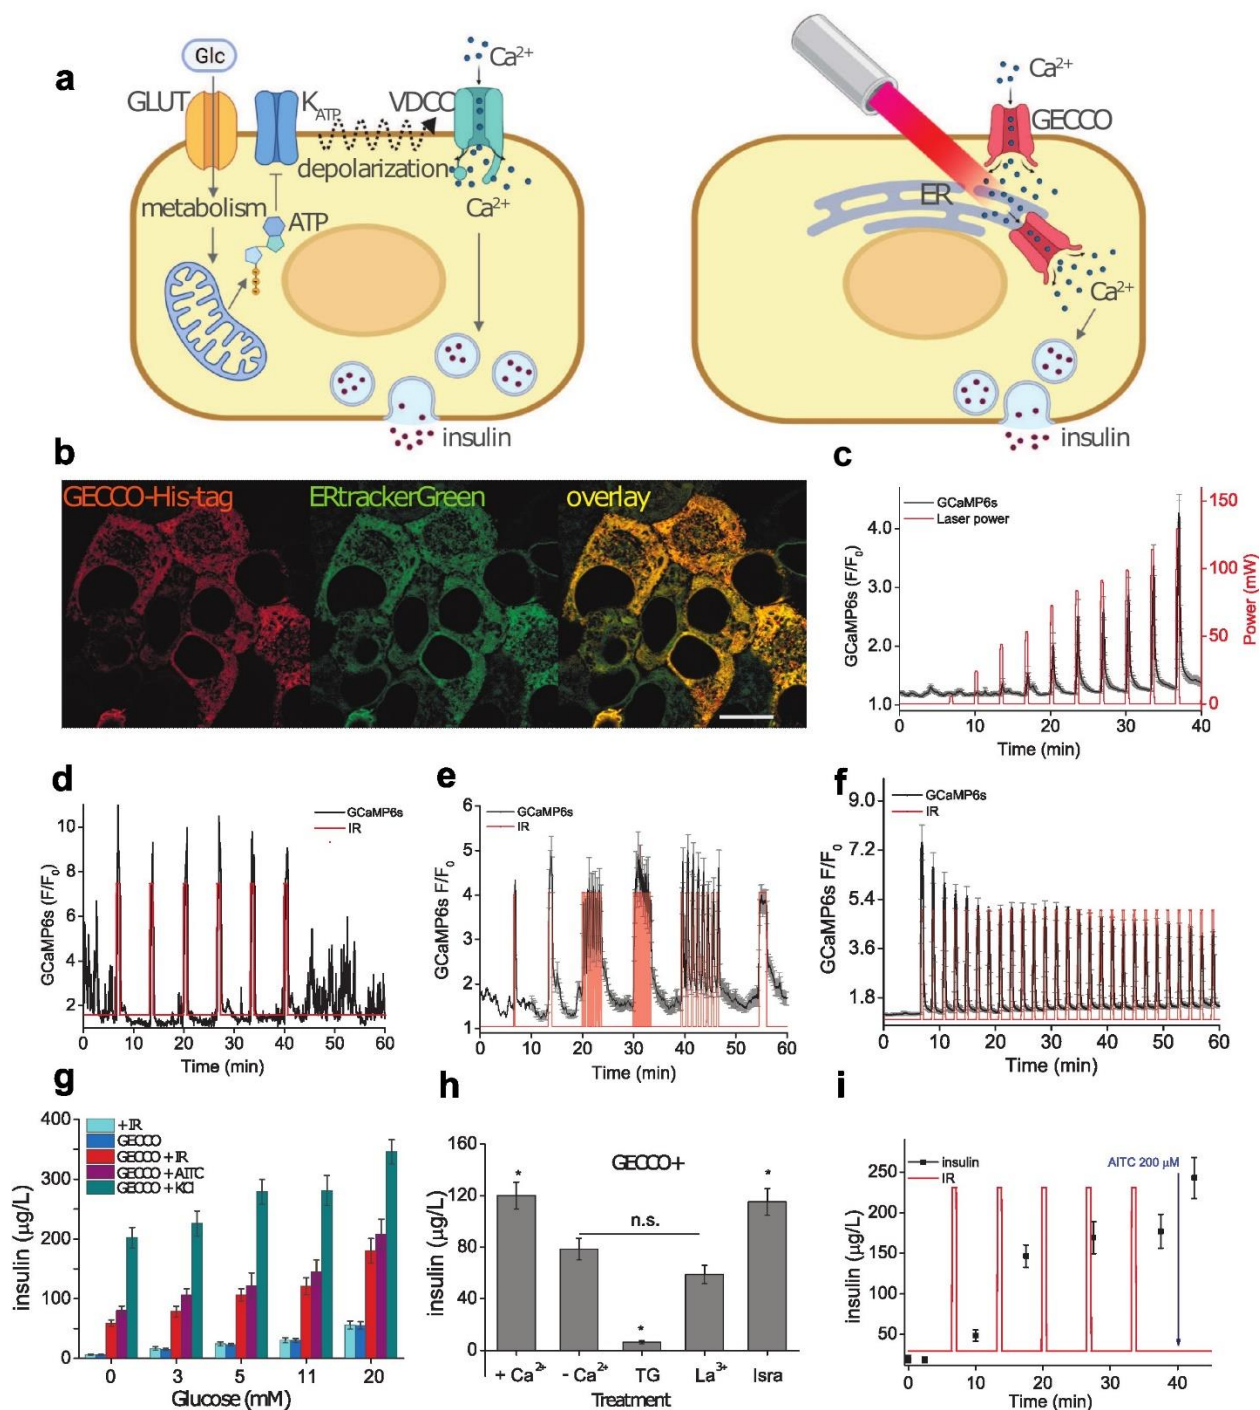 a
Glc
GLUT
K_ATP
VDCC
Ca²⁺
depolarization
metabolism
ATP
Ca²⁺
insulin
Ca²⁺
GECCO
ER
Ca²⁺
insulin
b
GECCO-His-tag
ERtrackerGreen
overlay
c
GCaMP6s
Laser power
GCaMP6s (F/F₀)
4.0
3.0
2.0
1.0
0 10 20 30 40
Time (min)
150
100
50
0
Power (mW)
d
GCaMP6s
IR
GCaMP6s (F/F₀)
10
8
6
4
2
0 10 20 30 40 50 60
Time (min)
e
GCaMP6s
IR
GCaMP6s F/F₀
6
5
4
3
2
1
0 10 20 30 40 50 60
Time (min)
f
GCaMP6s
IR
GCaMP6s (F/F₀)
9.0
7.2
5.4
3.6
1.8
0 10 20 30 40 50 60
Time (min)
g
+IR
GECCO
GECCO+IR
GECCO+AITC
GECCO+KCl
insulin (µg/L)
400
300
200
100
0
0 3 5 11 20
Glucose (mM)
h
GECCO+
insulin (µg/L)
160
120
80
40
0
* n.s. * *
+ Ca²⁺ - Ca²⁺ TG La³⁺ Isra
Treatment
i
insulin
IR
AITC 200 µM
insulin (µg/L)
250
200
150
100
50
0 10 20 30 40
Time (min)